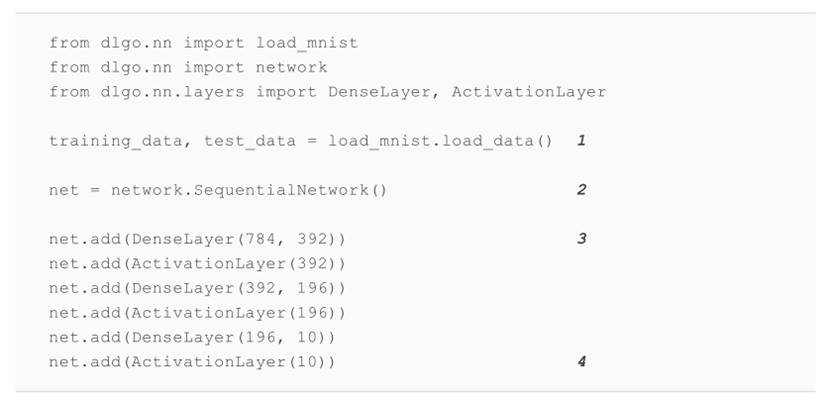 from dlgo.nn import load_mnist
from dlgo.nn import network
from dlgo.nn.layers import DenseLayer, ActivationLayer
training_data, test_data = load_mnist.load_data() 1
net = network.SequentialNetwork() 2
net.add(DenseLayer(784, 392)) 3
net.add(ActivationLayer(392))
net.add(DenseLayer(392, 196))
net.add(ActivationLayer(196))
net.add(DenseLayer(196, 10))
net.add(ActivationLayer(10)) 4